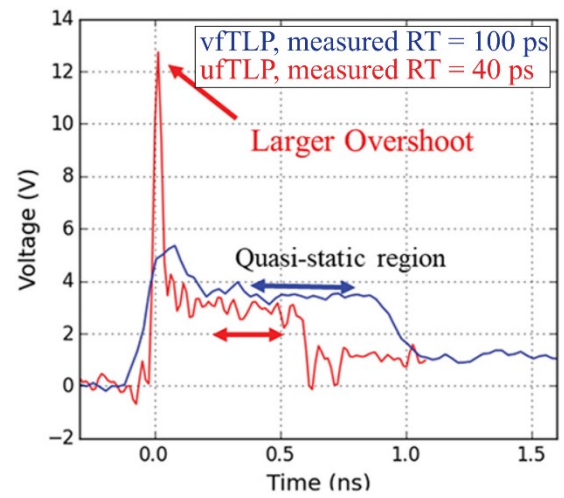 14
vfTLP, measured RT = 100 ps
ufTLP, measured RT = 40 ps
12
Larger Overshoot
10
8
6
Quasi-static region
4
2
0
−2
0.0 0.5 1.0 1.5
Voltage (V)
Time (ns)